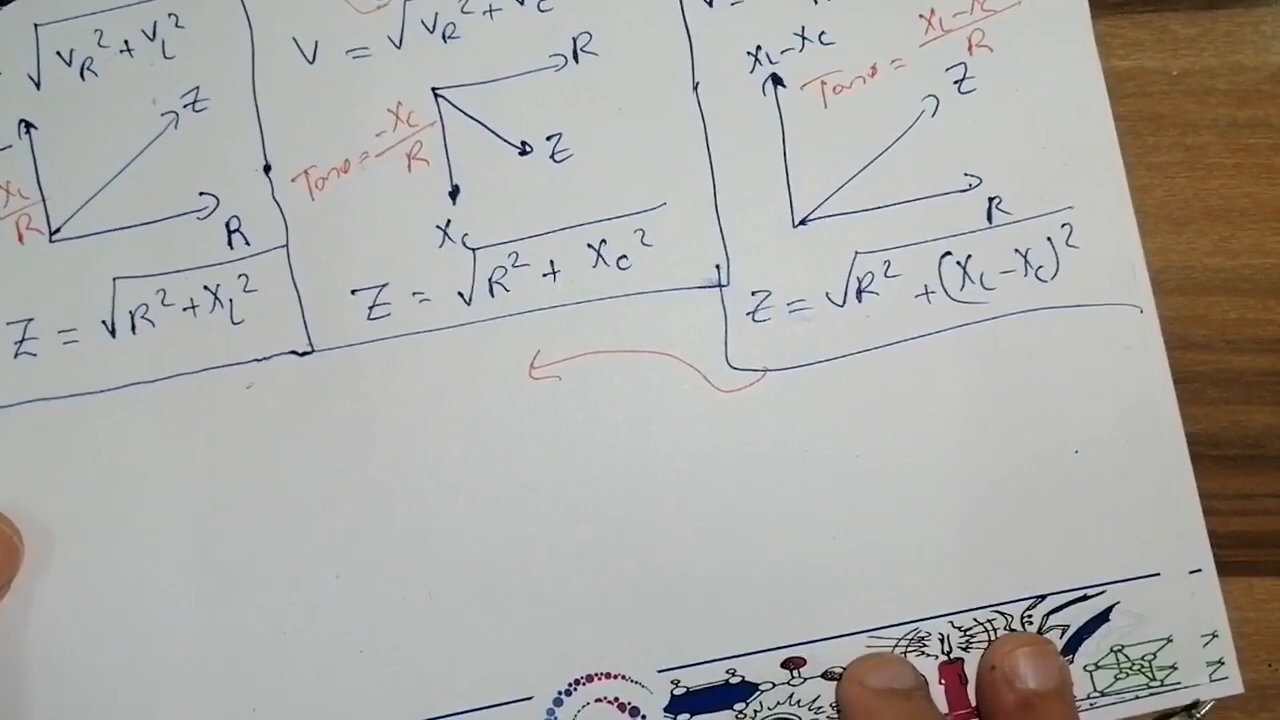 √V_R² + V_L²
Z
X_L/R
R
Z = √R² + X_L²
V = √V_R² + V_C²
R
Tanθ = -X_C/R
Z
X_C
Z = √R² + X_C²
X_L - X_C
Tanθ = X_L - X_C/R
Z
R
Z = √R² + (X_L - X_C)²